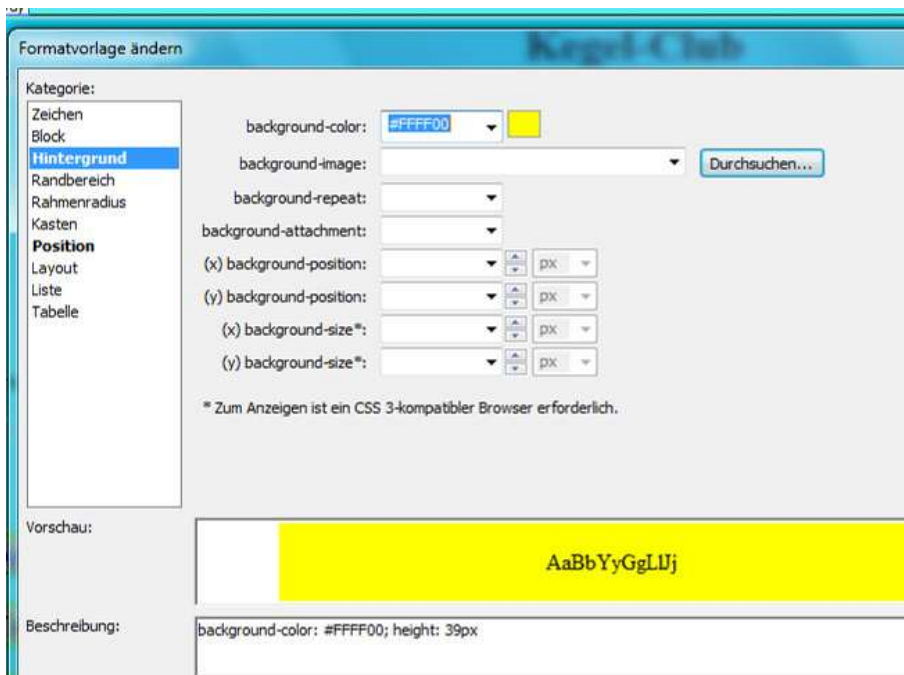 Formatvorlage ändern
Kegel-Club
Kategorie:
Zeichen
Block
Hintergrund
Randbereich
Rahmenradius
Kasten
Position
Layout
Liste
Tabelle
background-color: #FFFF00
background-image: Durchsuchen...
background-repeat:
background-attachment:
(x) background-position: px
(y) background-position: px
(x) background-size*: px
(y) background-size*: px
* Zum Anzeigen ist ein CSS 3-kompatibler Browser erforderlich.
Vorschau:
AaBbYyGgLlJj
Beschreibung:
background-color: #FFFF00; height: 39px